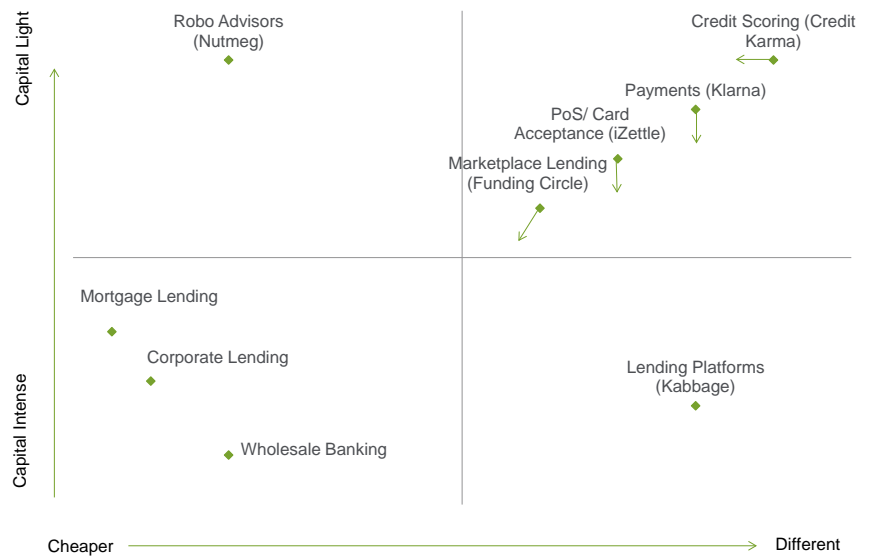 Capital Light
Robo Advisors
(Nutmeg)
Credit Scoring (Credit
Karma)
Payments (Klarna)
PoS/ Card
Acceptance (iZettle)
Marketplace Lending
(Funding Circle)
Mortgage Lending
Corporate Lending
Lending Platforms
(Kabbage)
Capital Intense
Wholesale Banking
Cheaper
Different